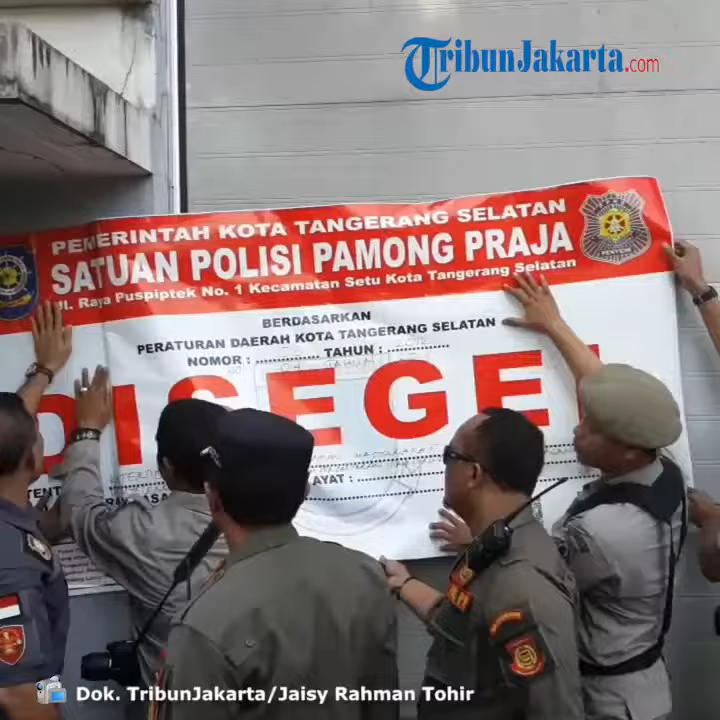 TribunJakarta.com
PEMERINTAH KOTA TANGERANG SELATAN
SATUAN POLISI PAMONG PRAJA
Jl. Raya Puspiptek No. 1 Kecamatan Setu Kota Tangerang Selatan
BERDASARKAN
PERATURAN DAERAH KOTA TANGERANG SELATAN
NOMOR : ............ TAHUN : ............
DISEGEL
AYAT :
Dok. TribunJakarta/Jaisy Rahman Tohir